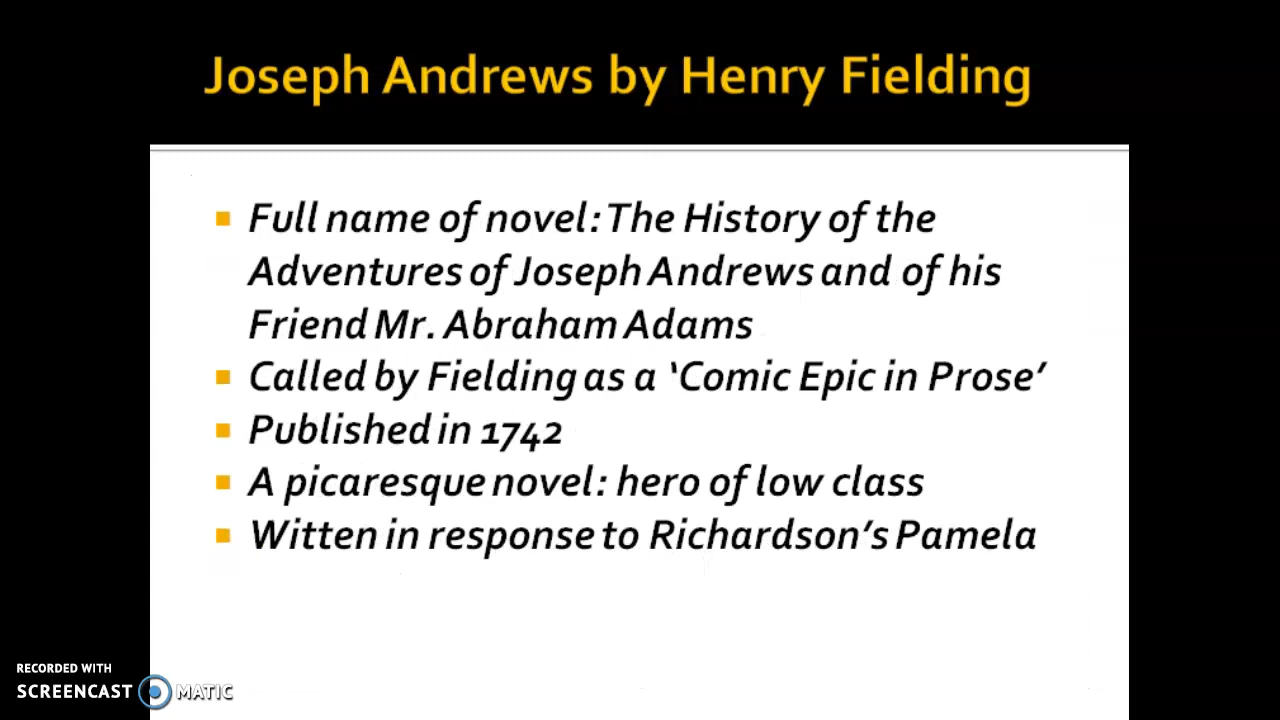 Joseph Andrews by Henry Fielding
Full name of novel: The History of the
Adventures of Joseph Andrews and of his
Friend Mr. Abraham Adams
Called by Fielding as a ‘Comic Epic in Prose’
Published in 1742
A picaresque novel: hero of low class
Witten in response to Richardson’s Pamela
RECORDED WITH
SCREENCAST MATIC